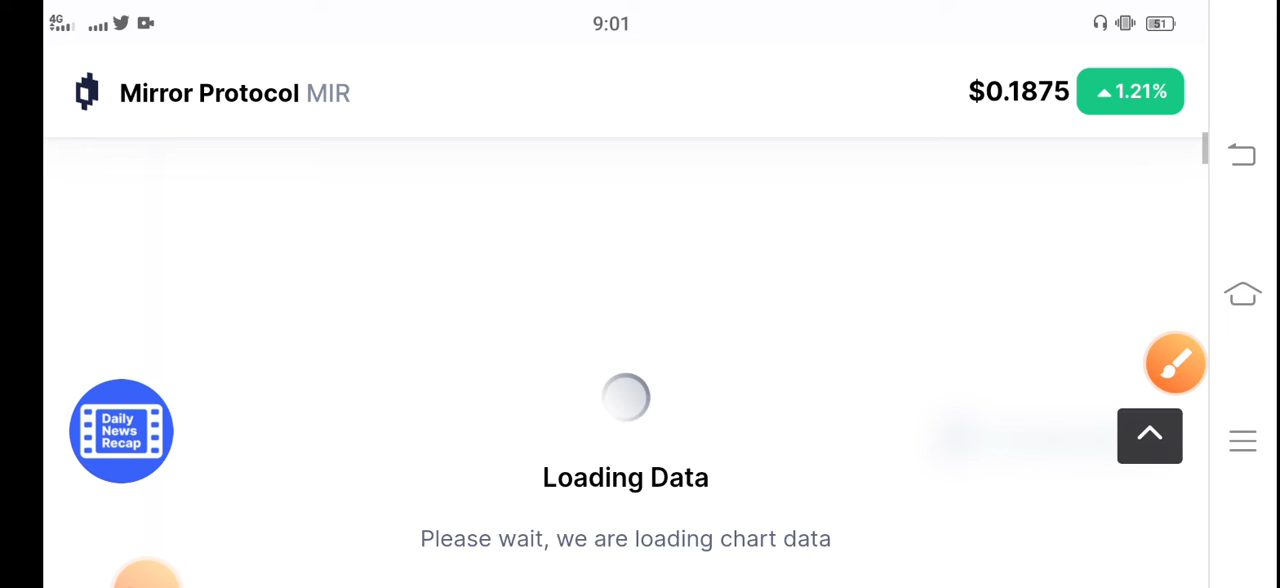 4G 9:01 51
Mirror Protocol MIR $0.1875 1.21%
Daily
News
Recap
Loading Data
Please wait, we are loading chart data